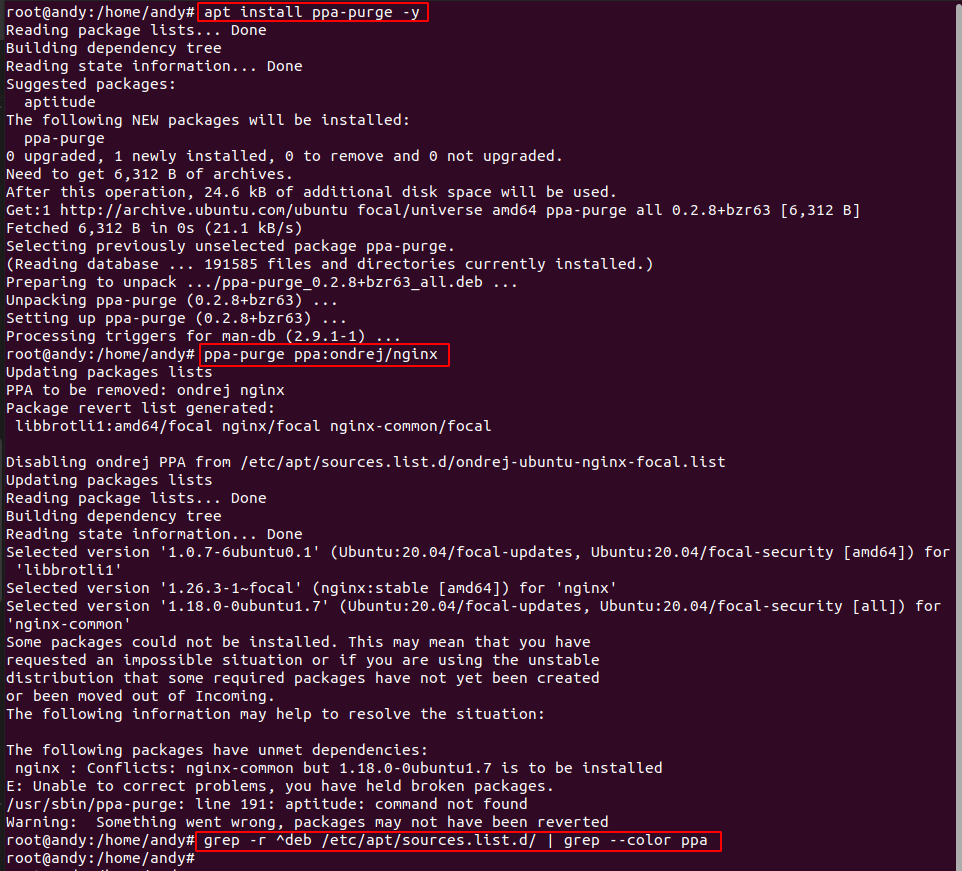 root@andy:/home/andy# apt install ppa-purge -y
Reading package lists... Done
Building dependency tree
Reading state information... Done
Suggested packages:
  aptitude
The following NEW packages will be installed:
  ppa-purge
0 upgraded, 1 newly installed, 0 to remove and 0 not upgraded.
Need to get 6,312 B of archives.
After this operation, 24.6 kB of additional disk space will be used.
Get:1 http://archive.ubuntu.com/ubuntu focal/universe amd64 ppa-purge all 0.2.8+bzr63 [6,312 B]
Fetched 6,312 B in 0s (21.1 kB/s)
Selecting previously unselected package ppa-purge.
(Reading database ... 191585 files and directories currently installed.)
Preparing to unpack .../ppa-purge_0.2.8+bzr63_all.deb ...
Unpacking ppa-purge (0.2.8+bzr63) ...
Setting up ppa-purge (0.2.8+bzr63) ...
Processing triggers for man-db (2.9.1-1) ...
root@andy:/home/andy# ppa-purge ppa:ondrej/nginx
Updating packages lists
PPA to be removed: ondrej nginx
Package revert list generated:
 libbrotli1:amd64/focal nginx/focal nginx-common/focal

Disabling ondrej PPA from /etc/apt/sources.list.d/ondrej-ubuntu-nginx-focal.list
Updating packages lists
Reading package lists... Done
Building dependency tree
Reading state information... Done
Selected version '1.0.7-6ubuntu0.1' (Ubuntu:20.04/focal-updates, Ubuntu:20.04/focal-security [amd64]) for
 'libbrotli1'
Selected version '1.26.3-1~focal' (nginx:stable [amd64]) for 'nginx'
Selected version '1.18.0-0ubuntu1.7' (Ubuntu:20.04/focal-updates, Ubuntu:20.04/focal-security [all]) for
'nginx-common'
Some packages could not be installed. This may mean that you have
requested an impossible situation or if you are using the unstable
distribution that some required packages have not yet been created
or been moved out of Incoming.
The following information may help to resolve the situation:

The following packages have unmet dependencies:
 nginx : Conflicts: nginx-common but 1.18.0-0ubuntu1.7 is to be installed
E: Unable to correct problems, you have held broken packages.
/usr/sbin/ppa-purge: line 191: aptitude: command not found
Warning:  Something went wrong, packages may not have been reverted
root@andy:/home/andy# grep -r ^deb /etc/apt/sources.list.d/ | grep --color ppa
root@andy:/home/andy#